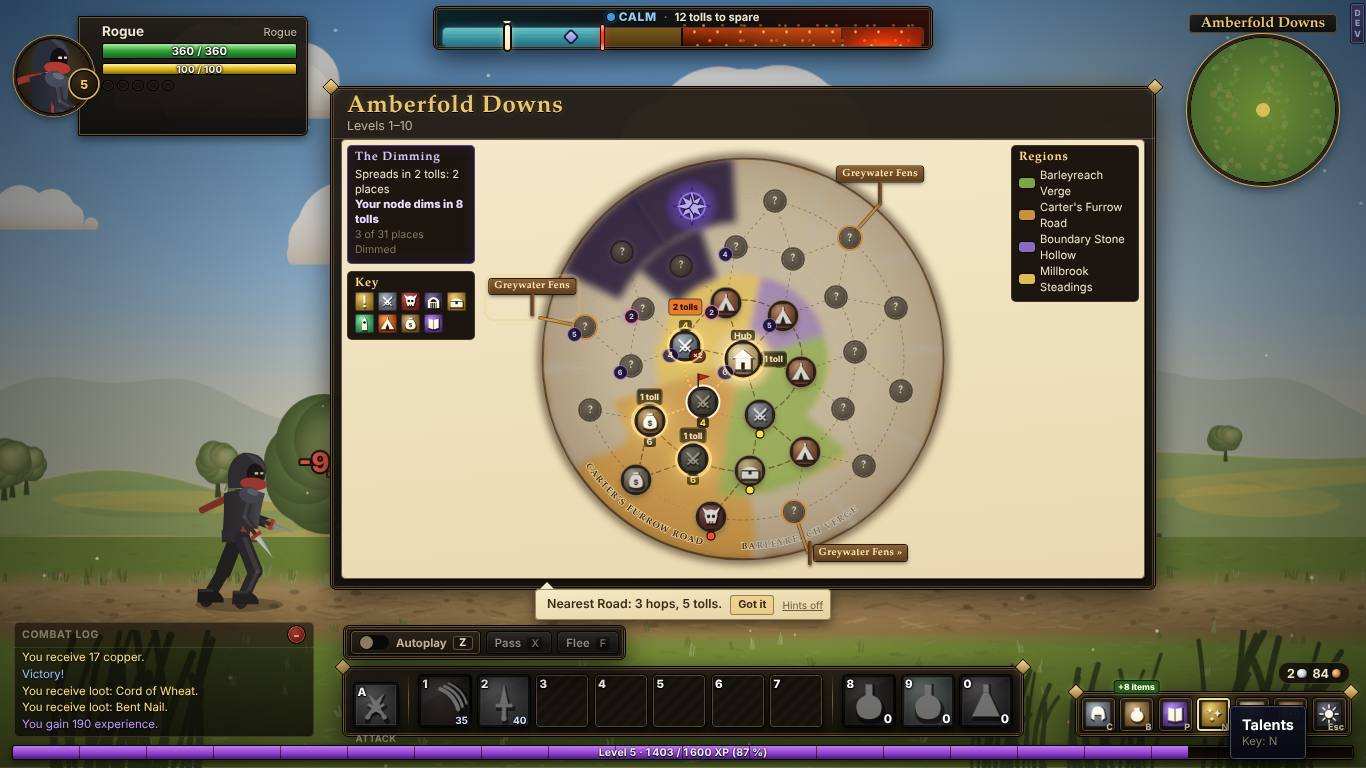 Rogue
Rogue
360 / 360
100 / 100
5
CALM · 12 tolls to spare
Amberfold Downs
DEV
Amberfold Downs
Levels 1–10
The Dimming
Spreads in 2 tolls: 2
places
Your node dims in 8
tolls
3 of 31 places
Dimmed
Key
Regions
Barleyreach
Verge
Carter's Furrow
Road
Boundary Stone
Hollow
Millbrook
Steadings
Greywater Fens
Greywater Fens
2 tolls
Hub
1 toll
1 toll
1 toll
CARTER'S FURROW ROAD
BARLEYREACH VERGE
Greywater Fens »
-9
Nearest Road: 3 hops, 5 tolls.
Got it
Hints off
COMBAT LOG
You receive 17 copper.
Victory!
You receive loot: Cord of Wheat.
You receive loot: Bent Nail.
You gain 190 experience.
Autoplay Z
Pass X
Flee F
A
ATTACK
1 35
2 40
3
4
5
6
7
8 0
9 0
0 0
2 84
+8 items
C
B
P
N
Esc
Talents
Key: N
Level 5 · 1403 / 1600 XP (87 %)